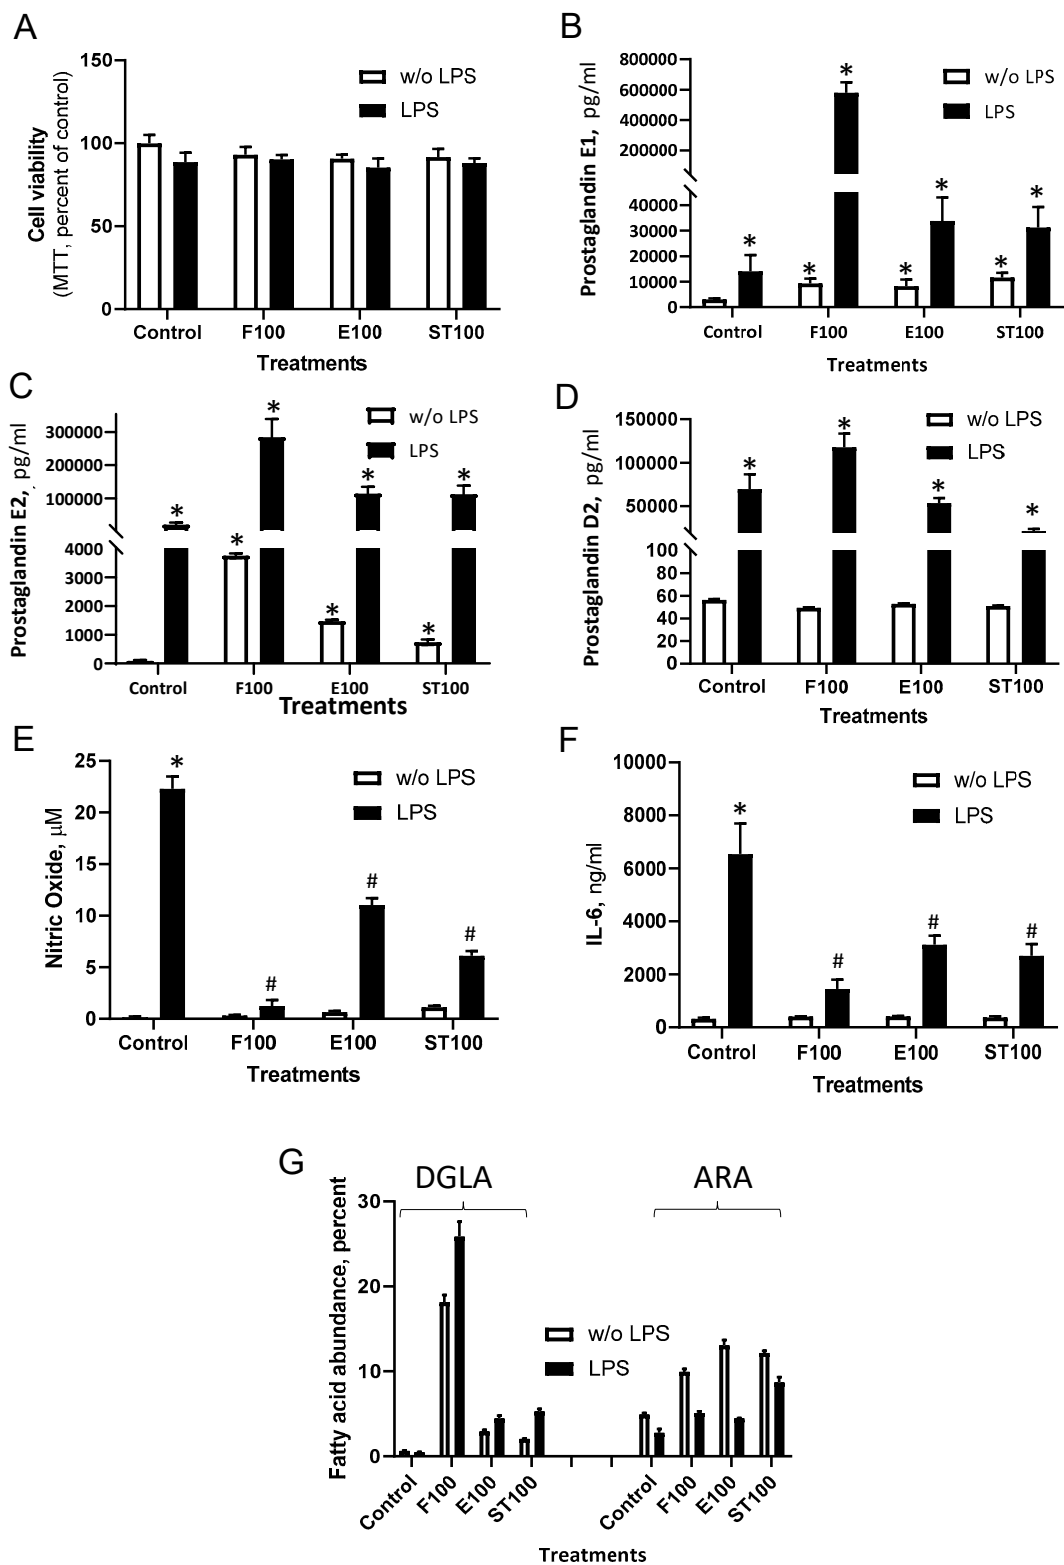 A
Cell viability
(MTT, percent of control)
150
100
50
0
w/o LPS
LPS
Control F100 E100 ST100
Treatments
B
Prostaglandin E1, pg/ml
800000
600000
400000
200000
40000
30000
20000
10000
0
w/o LPS
LPS
* * * * * * *
Control F100 E100 ST100
Treatments
C
Prostaglandin E2, pg/ml
300000
200000
100000
4000
3000
2000
1000
0
w/o LPS
LPS
* * * * * * *
Control F100 E100 ST100
Treatments
D
Prostaglandin D2, pg/ml
150000
100000
50000
100
80
60
40
20
0
w/o LPS
LPS
* * * *
Control F100 E100 ST100
Treatments
E
Nitric Oxide, µM
25
20
15
10
5
0
w/o LPS
LPS
* # # #
Control F100 E100 ST100
Treatments
F
IL-6, ng/ml
10000
8000
6000
4000
2000
0
w/o LPS
LPS
* # # #
Control F100 E100 ST100
Treatments
G
DGLA ARA
Fatty acid abundance, percent
30
20
10
0
w/o LPS
LPS
Control F100 E100 ST100 Control F100 E100 ST100
Treatments